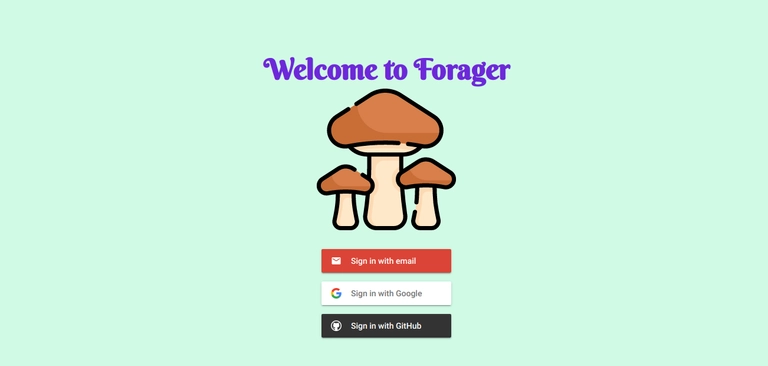 Welcome to Forager
Sign in with email
Sign in with Google
Sign in with GitHub